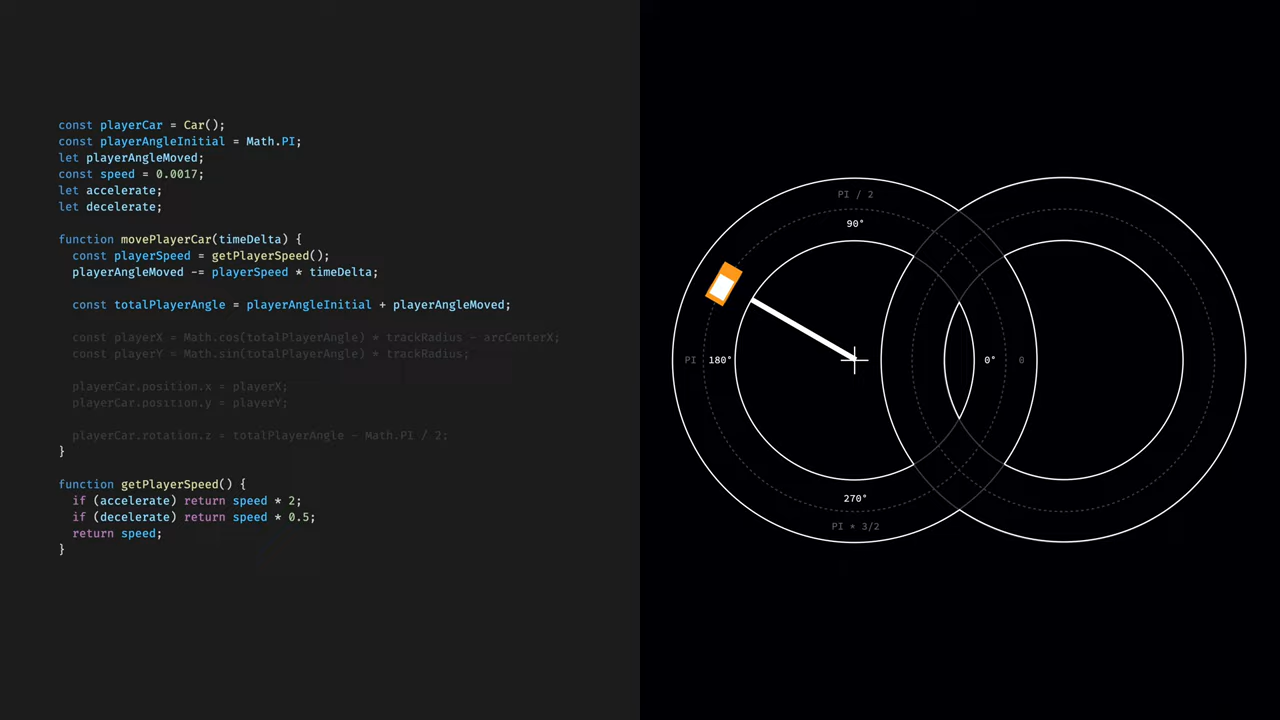 const playerCar = Car();
const playerAngleInitial = Math.PI;
let playerAngleMoved;
const speed = 0.0017;
let accelerate;
let decelerate;
function movePlayerCar(timeDelta) {
const playerSpeed = getPlayerSpeed();
playerAngleMoved -= playerSpeed * timeDelta;
const totalPlayerAngle = playerAngleInitial + playerAngleMoved;
const playerX = Math.cos(totalPlayerAngle) * trackRadius - arcCenterX;
const playerY = Math.sin(totalPlayerAngle) * trackRadius;
playerCar.position.x = playerX;
playerCar.position.y = playerY;
playerCar.rotation.z = totalPlayerAngle - Math.PI / 2;
}
function getPlayerSpeed() {
if (accelerate) return speed * 2;
if (decelerate) return speed * 0.5;
return speed;
}
PI / 2
90°
PI 180° 0° 0
270°
PI * 3/2